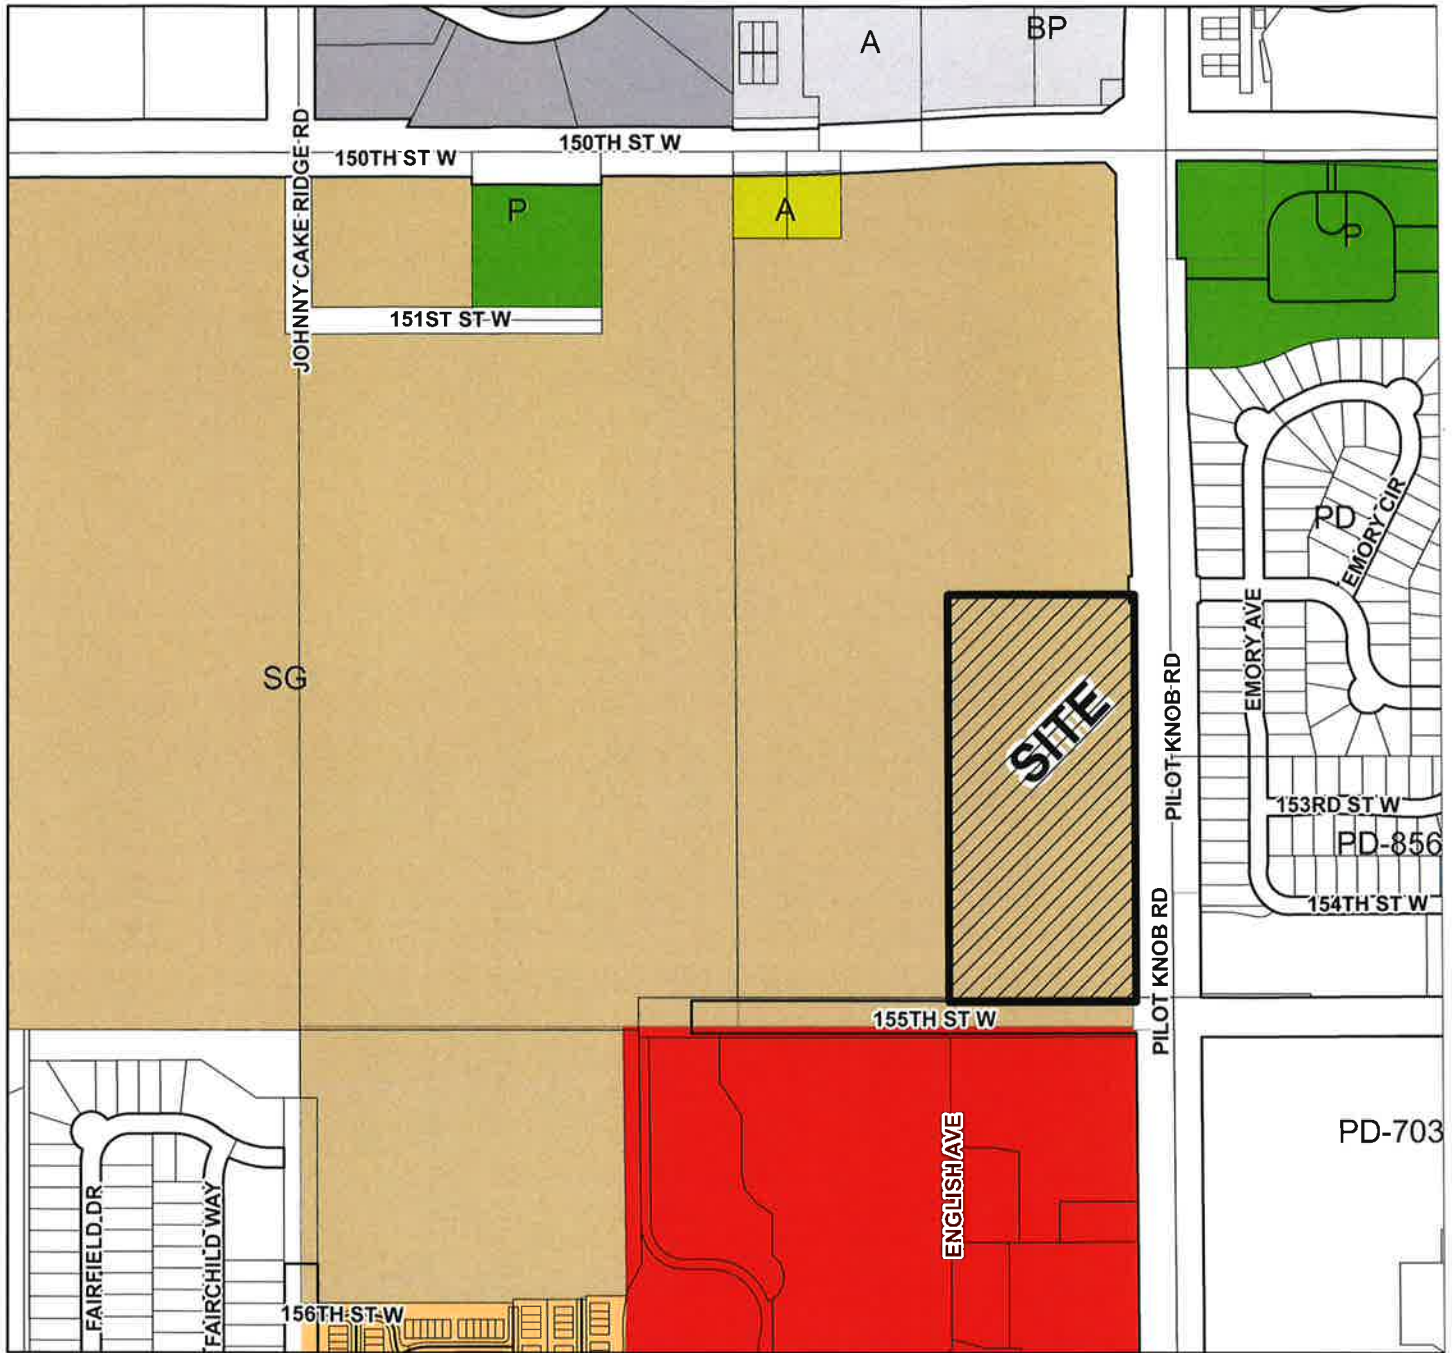 A
BP
150TH ST W
150TH ST W
JOHNNY CAKE RIDGE RD
P
A
P
151ST ST W
PD
EMORY CIR
EMORY AVE
SG
SITE
PILOT KNOB RD
153RD ST W
PD-856
154TH ST W
PILOT KNOB RD
155TH ST W
PD-703
ENGLISH AVE
FAIRFIELD DR
FAIRCHILD WAY
156TH ST W